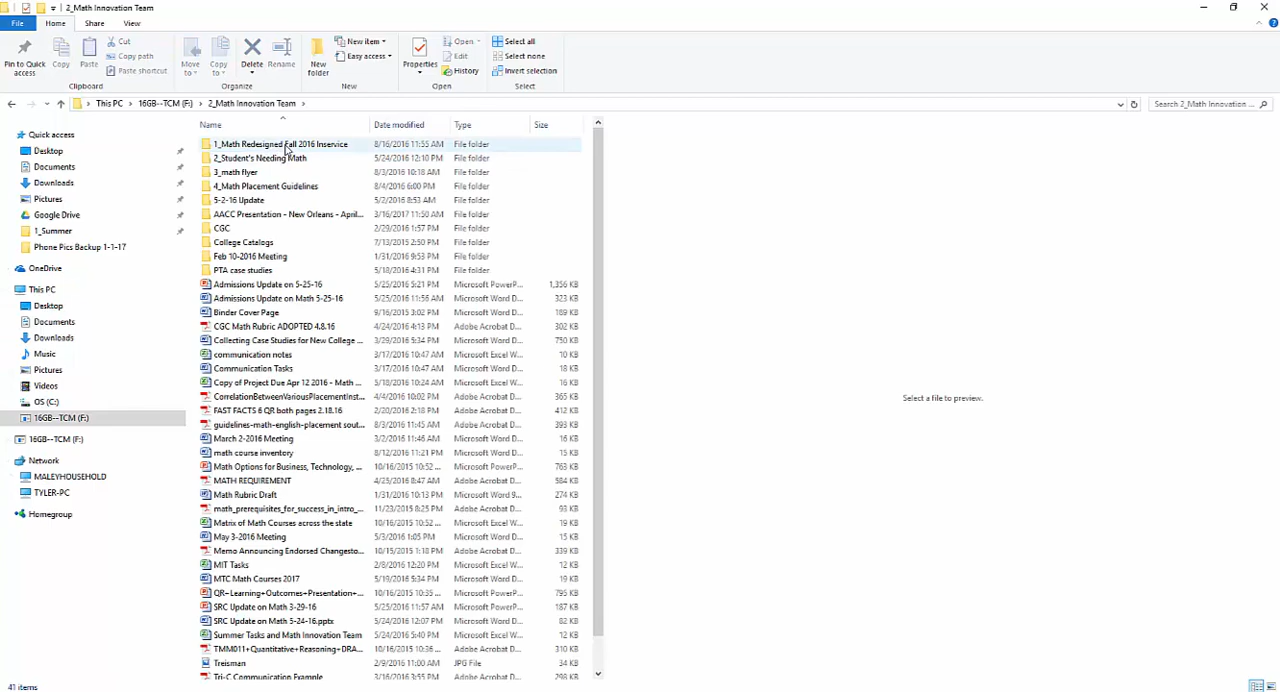 2_Math Innovation Team
File Home Share View
Pin to Quick access
Copy
Paste
Cut
Copy path
Paste shortcut
Clipboard
Move to
Copy to
Delete
Rename
Organize
New folder
New item
Easy access
New
Properties
Open
Edit
History
Open
Select all
Select none
Invert selection
Select
This PC > 16GB--TCM (F:) > 2_Math Innovation Team >
Search 2_Math Innovation ...
Quick access
Desktop
Documents
Downloads
Pictures
Google Drive
1_Summer
Phone Pics Backup 1-1-17
OneDrive
This PC
Desktop
Documents
Downloads
Music
Pictures
Videos
OS (C:)
16GB--TCM (F:)
16GB--TCM (F:)
Network
MALEYHOUSEHOLD
TYLER-PC
Homegroup
Name Date modified Type Size
1_Math Redesigned Fall 2016 Inservice 8/16/2016 11:55 AM File folder
2_Student's Needing Math 5/24/2016 12:10 PM File folder
3_math flyer 8/3/2016 10:18 AM File folder
4_Math Placement Guidelines 8/4/2016 6:00 PM File folder
5-2-16 Update 5/2/2016 8:53 AM File folder
AACC Presentation - New Orleans - April... 3/16/2017 11:50 AM File folder
CGC 2/29/2016 1:57 PM File folder
College Catalogs 7/13/2015 2:50 PM File folder
Feb 10-2016 Meeting 1/31/2016 9:53 PM File folder
PTA case studies 5/18/2016 4:31 PM File folder
Admissions Update on 5-25-16 5/25/2016 5:21 PM Microsoft PowerP... 1,356 KB
Admissions Update on Math 5-25-16 5/25/2016 11:56 AM Microsoft Word D... 323 KB
Binder Cover Page 9/16/2015 3:02 PM Microsoft Word D... 189 KB
CGC Math Rubric ADOPTED 4.8.16 4/24/2016 4:13 PM Adobe Acrobat D... 302 KB
Collecting Case Studies for New College ... 3/29/2016 5:34 PM Microsoft Word D... 750 KB
communication notes 3/17/2016 10:47 AM Microsoft Excel W... 10 KB
Communication Tasks 3/17/2016 10:47 AM Microsoft Word D... 18 KB
Copy of Project Due Apr 12 2016 - Math ... 5/18/2016 10:24 AM Microsoft Excel W... 16 KB
CorrelationBetweenVariousPlacementInst... 4/4/2016 10:02 PM Adobe Acrobat D... 365 KB
FAST FACTS 6 QR both pages 2.18.16 2/20/2016 2:18 PM Adobe Acrobat D... 412 KB
guidelines-math-english-placement sout... 8/3/2016 11:45 AM Adobe Acrobat D... 393 KB
March 2-2016 Meeting 3/2/2016 11:46 AM Microsoft Word D... 16 KB
math course inventory 8/12/2016 11:21 PM Microsoft Word D... 15 KB
Math Options for Business, Technology, ... 10/16/2015 10:52 ... Microsoft PowerP... 763 KB
MATH REQUIREMENT 4/25/2016 8:47 AM Adobe Acrobat D... 584 KB
Math Rubric Draft 1/31/2016 10:13 PM Microsoft Word 9... 274 KB
math_prerequisites_for_success_in_intro_... 11/23/2015 8:25 PM Adobe Acrobat D... 93 KB
Matrix of Math Courses across the state 10/16/2015 10:52 ... Microsoft Excel W... 19 KB
May 3-2016 Meeting 5/3/2016 1:05 PM Microsoft Word D... 15 KB
Memo Announcing Endorsed Changesto... 10/15/2015 1:18 PM Adobe Acrobat D... 339 KB
MIT Tasks 2/8/2016 12:20 PM Microsoft Excel W... 12 KB
MTC Math Courses 2017 5/19/2016 5:34 PM Microsoft Word D... 19 KB
QR+Learning+Outcomes+Presentation+... 10/16/2015 10:35 ... Microsoft PowerP... 795 KB
SRC Update on Math 3-29-16 5/25/2016 11:57 AM Microsoft PowerP... 187 KB
SRC Update on Math 5-24-16.pptx 5/24/2016 12:07 PM Microsoft Word D... 82 KB
Summer Tasks and Math Innovation Team 5/24/2016 5:40 PM Microsoft Excel W... 12 KB
TMM011+Quantitative+Reasoning+DRA... 10/16/2015 10:36 ... Adobe Acrobat D... 310 KB
Treisman 2/9/2016 11:00 AM JPG File 34 KB
Tri-C Communication Example 3/16/2016 3:55 PM Adobe Acrobat D... 298 KB
Select a file to preview.
41 items